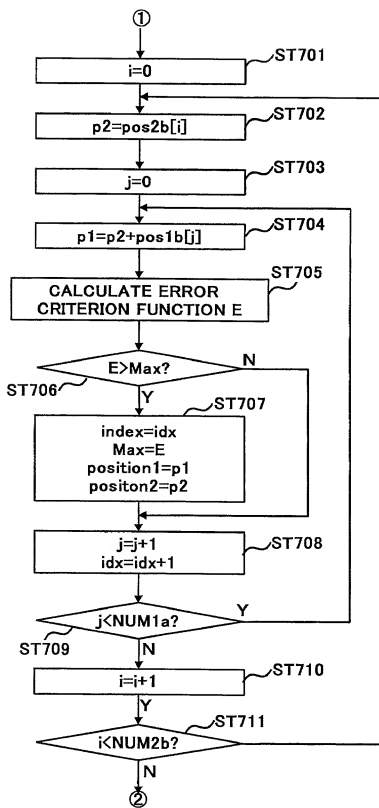 ①
i=0
ST701
p2=pos2b[i]
ST702
j=0
ST703
p1=p2+pos1b[j]
ST704
CALCULATE ERROR
CRITERION FUNCTION E
ST705
E>Max?
N
ST706
Y
ST707
index=idx
Max=E
position1=p1
positon2=p2
j=j+1
idx=idx+1
ST708
j<NUM1a?
Y
ST709
N
i=i+1
ST710
Y
ST711
i<NUM2b?
N
②